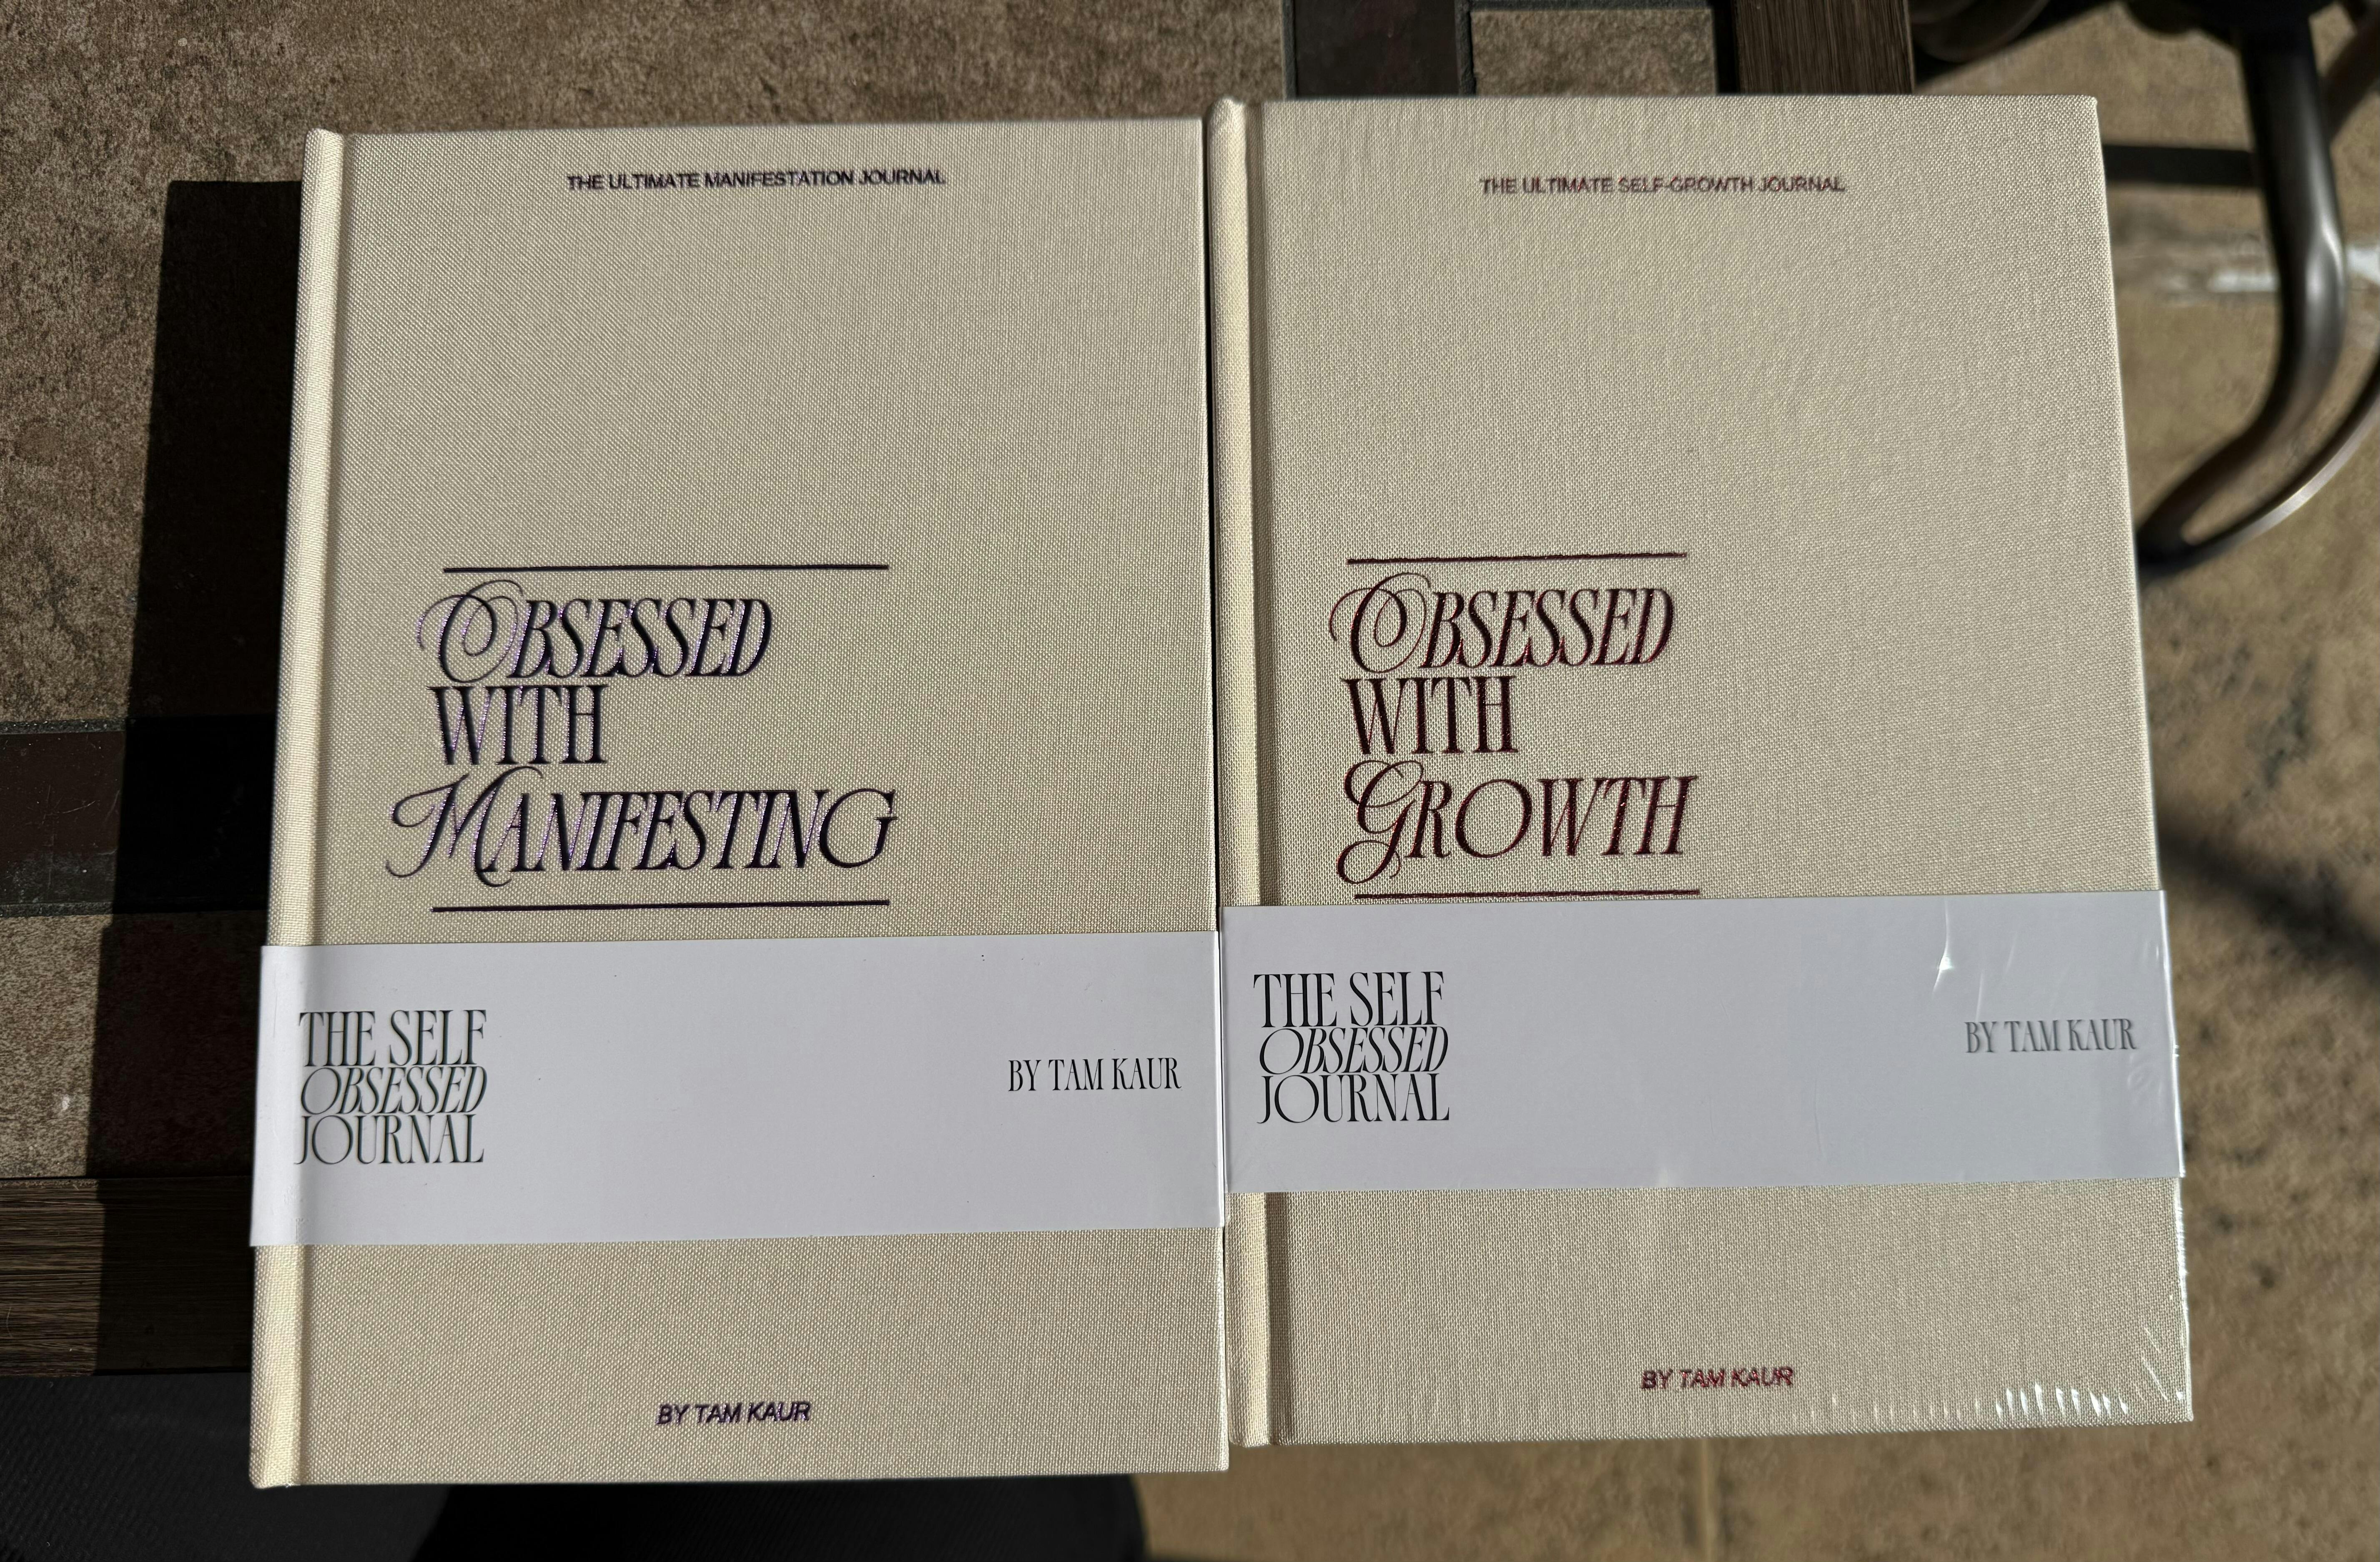 THE ULTIMATE MANIFESTATION JOURNAL
OBSESSED
WITH
MANIFESTING
THE SELF
OBSESSED
JOURNAL
BY TAM KAUR
BY TAM KAUR
THE ULTIMATE SELF-GROWTH JOURNAL
OBSESSED
WITH
GROWTH
THE SELF
OBSESSED
JOURNAL
BY TAM KAUR
BY TAM KAUR